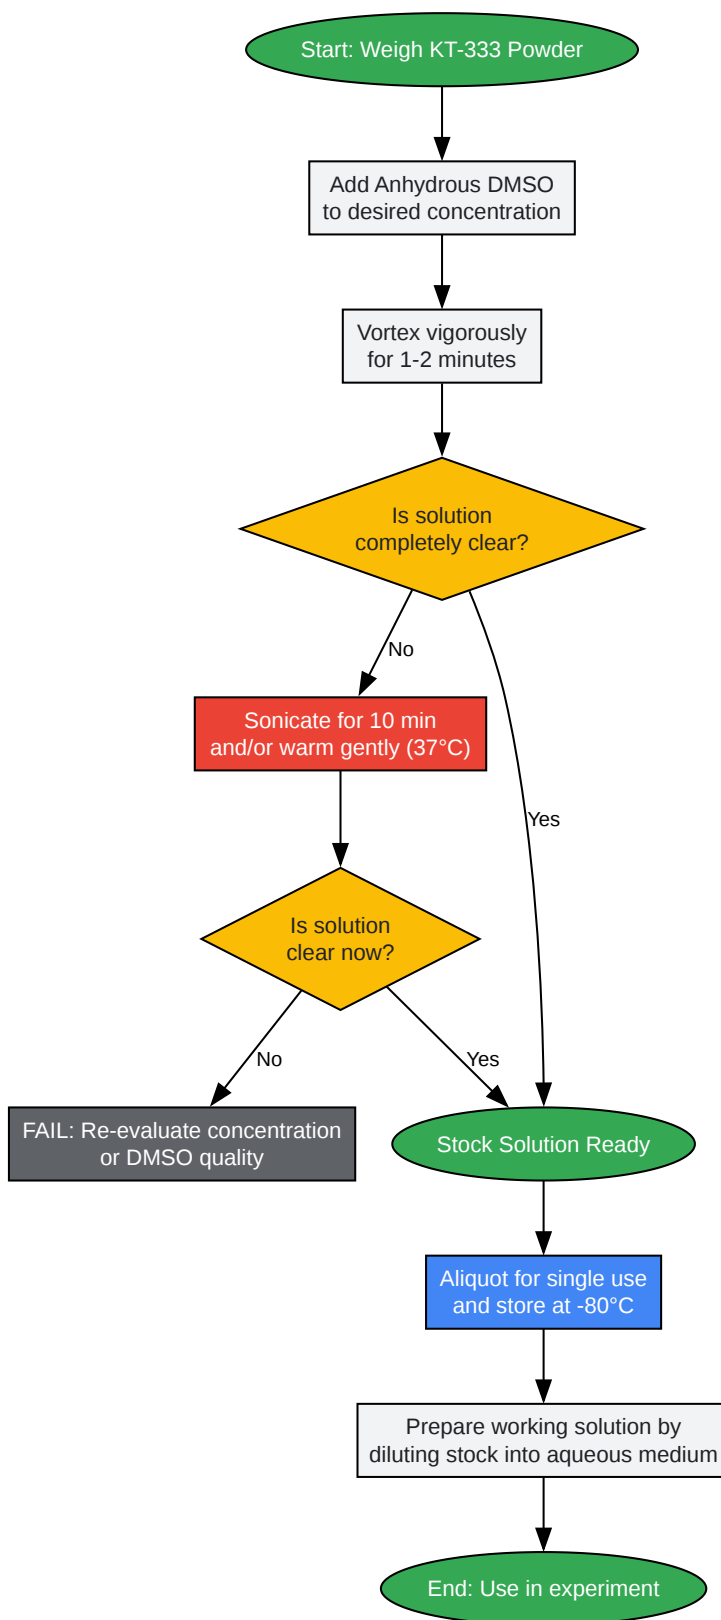 Start: Weigh KT-333 Powder
Add Anhydrous DMSO
to desired concentration
Vortex vigorously
for 1-2 minutes
Is solution
completely clear?
No
Sonicate for 10 min
and/or warm gently (37°C)
Yes
Is solution
clear now?
No
Yes
FAIL: Re-evaluate concentration
or DMSO quality
Stock Solution Ready
Aliquot for single use
and store at -80°C
Prepare working solution by
diluting stock into aqueous medium
End: Use in experiment